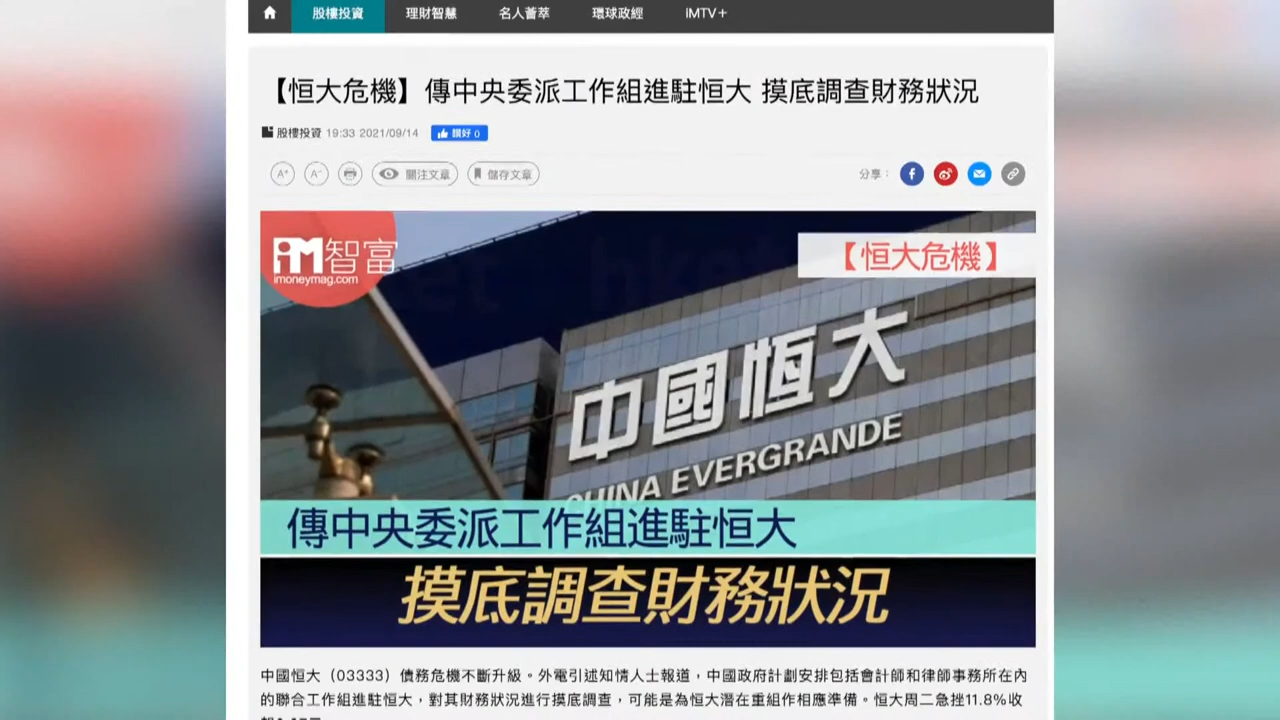 股樓投資 理財智慧 名人薈萃 環球政經 iMTV+
【恒大危機】傳中央委派工作組進駐恒大 摸底調查財務狀況
股樓投資 19:33 2021/09/14 讚好 0
A+ A- 關注文章 儲存文章 分享：
iM智富
imoneymag.com
【恒大危機】
中國恆大
CHINA EVERGRANDE
傳中央委派工作組進駐恒大
摸底調查財務狀況
中國恒大（03333）債務危機不斷升級。外電引述知情人士報道，中國政府計劃安排包括會計師和律師事務所在內
的聯合工作組進駐恒大，對其財務狀況進行摸底調查，可能是為恒大潛在重組作相應準備。恒大周二急挫11.8%收